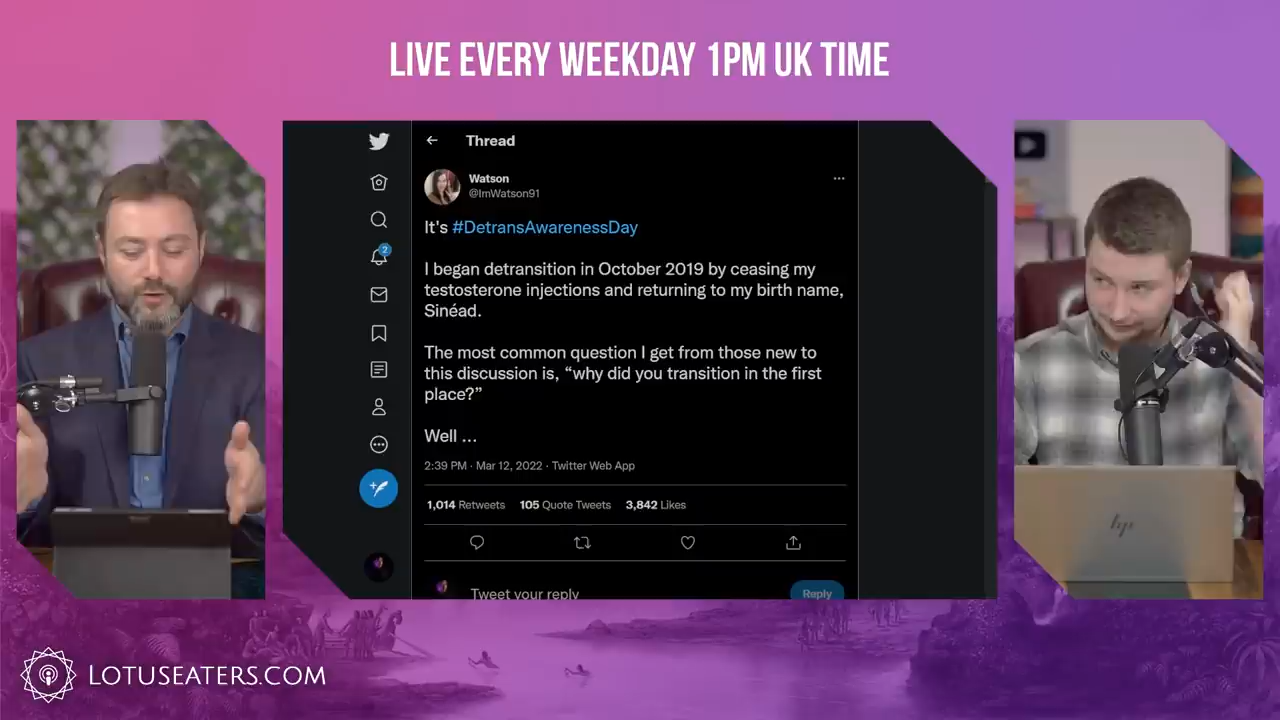 LIVE EVERY WEEKDAY 1PM UK TIME
Thread
Watson
@ImWatson91
It's #DetransAwarenessDay
I began detransition in October 2019 by ceasing my
testosterone injections and returning to my birth name,
Sinéad.
The most common question I get from those new to
this discussion is, “why did you transition in the first
place?”
Well ...
2:39 PM · Mar 12, 2022 · Twitter Web App
1,014 Retweets 105 Quote Tweets 3,842 Likes
Tweet your reply
Reply
2
hp
LOTUSEATERS.COM